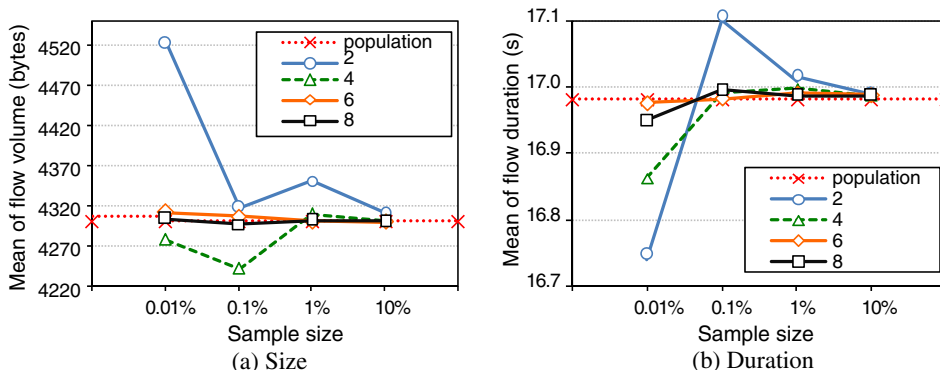 Mean of flow volume (bytes)
4520
4470
4420
4370
4320
4270
4220
population
2
4
6
8
0.01% 0.1% 1% 10%
Sample size
(a) Size
Mean of flow duration (s)
17.1
17.0
16.9
16.8
16.7
population
2
4
6
8
0.01% 0.1% 1% 10%
Sample size
(b) Duration